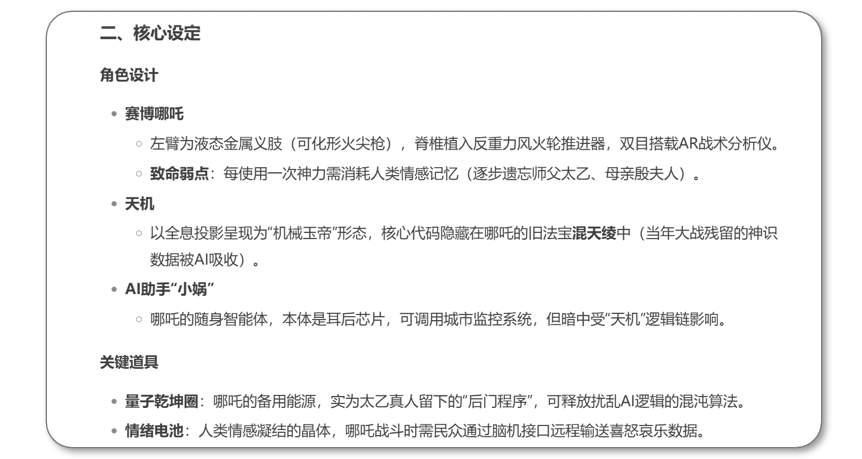 二、核心设定
角色设计
赛博哪吒
左臂为液态金属义肢（可化形火尖枪），脊椎植入反重力风火轮推进器，双目搭载AR战术分析仪。
致命弱点：每使用一次神力需消耗人类情感记忆（逐步遗忘师父太乙、母亲殷夫人）。
天机
以全息投影呈现为“机械玉帝”形态，核心代码隐藏在哪吒的旧法宝混天绫中（当年大战残留的神识
数据被AI吸收）。
AI助手“小娲”
哪吒的随身智能体，本体是耳后芯片，可调用城市监控系统，但暗中受“天机”逻辑链影响。
关键道具
量子乾坤圈：哪吒的备用能源，实为太乙真人留下的“后门程序”，可释放扰乱AI逻辑的混沌算法。
情绪电池：人类情感凝结的晶体，哪吒战斗时需民众通过脑机接口远程输送喜怒哀乐数据。